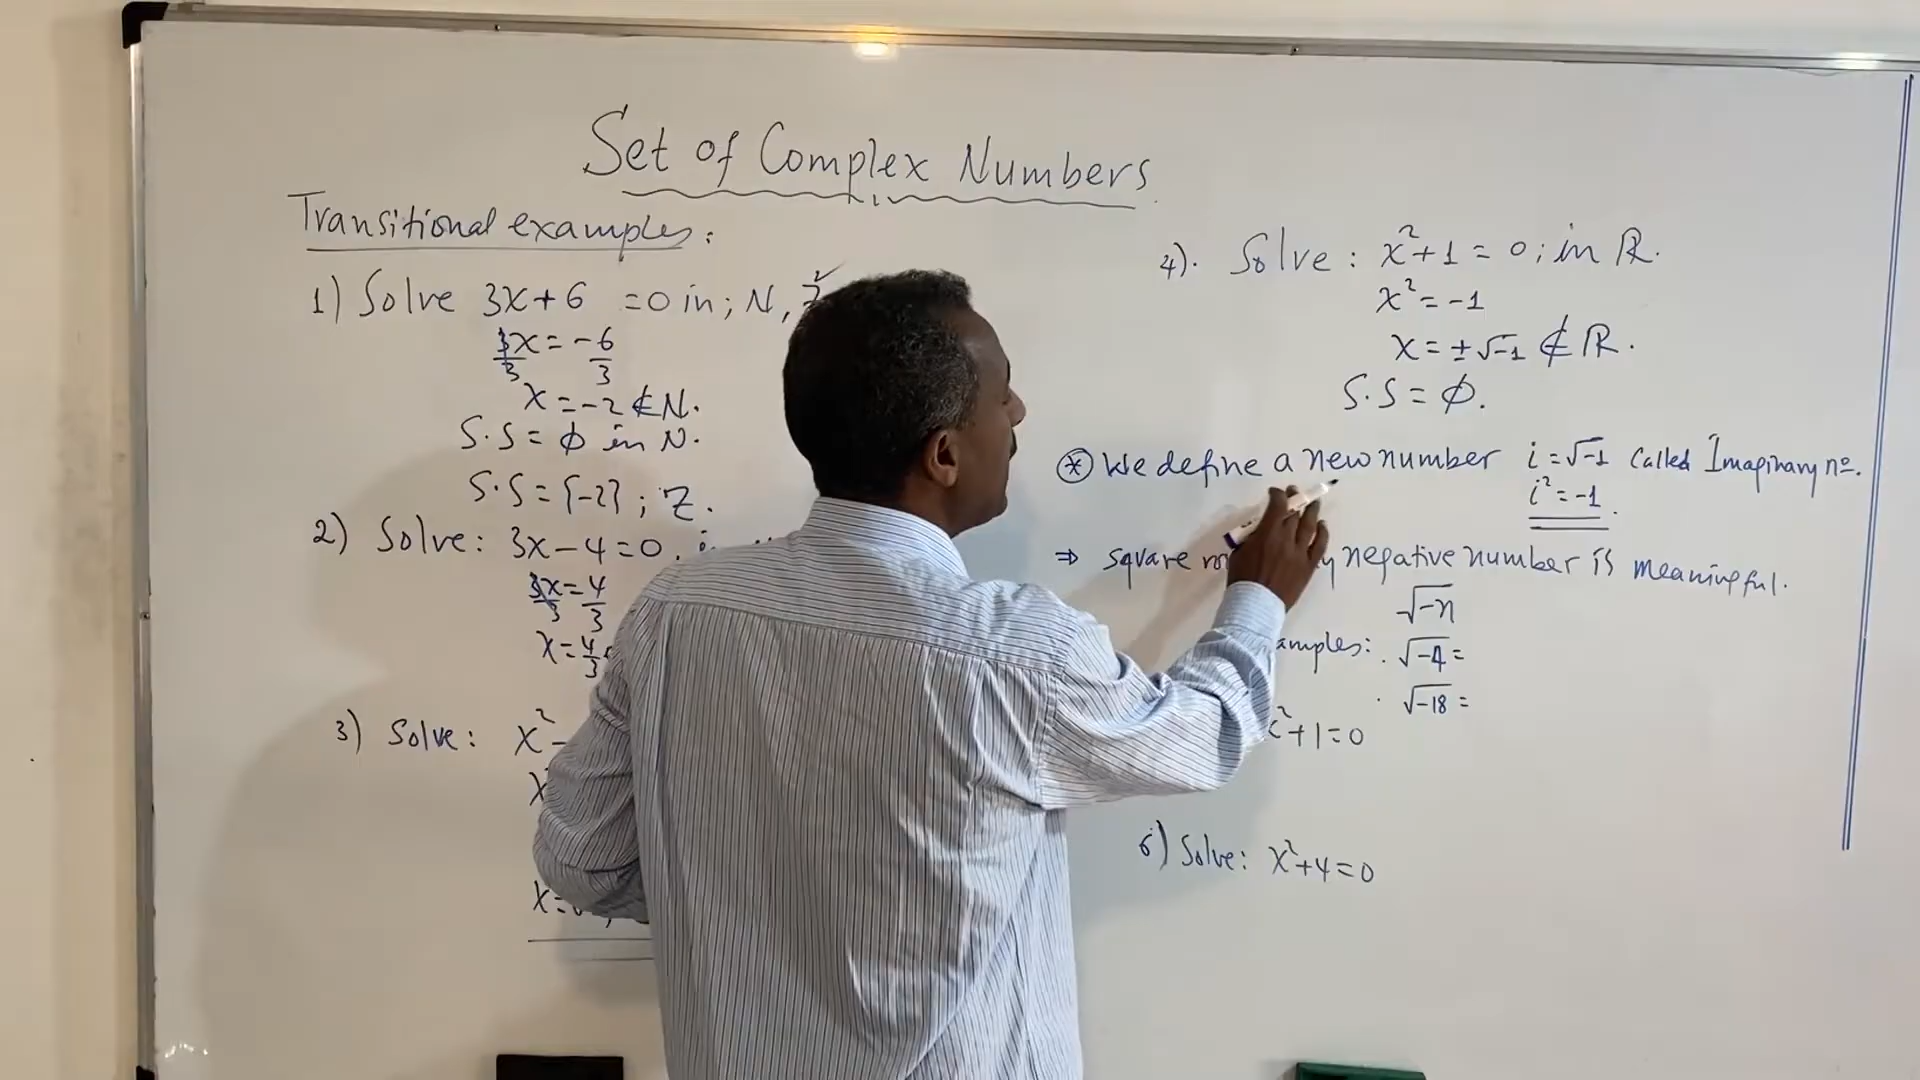 Set of Complex Numbers
Transitional examples:
1) Solve 3x+6 =0 in; N,
3x = -6
3 3
x = -2 ∉ N.
S.S = ϕ in N.
S.S = {-2} ; Z.
2) Solve: 3x-4=0.
3x = 4
3 3
x = 4/3
3) Solve: x²-
x =
4). Solve: x²+1 = 0; in ℝ.
x² = -1
x = ±√-1 ∉ ℝ.
S.S = ϕ.
* We define a new number i = √-1 called Imaginary nº.
i² = -1.
⇒ square negative number is meaningful.
√-n
. √-4 =
. √-18 =
+1=0
6) Solve: x²+4=0